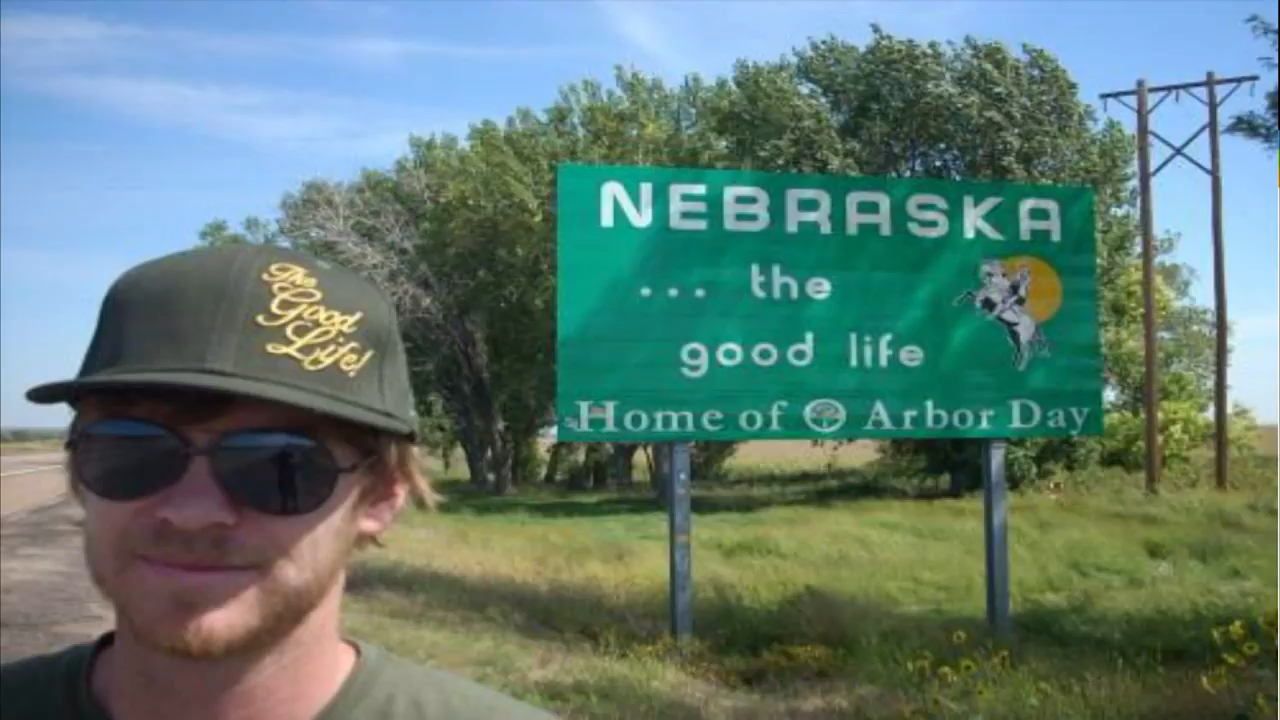 The
Good
Life!
NEBRASKA
... the
good life
Home of Arbor Day